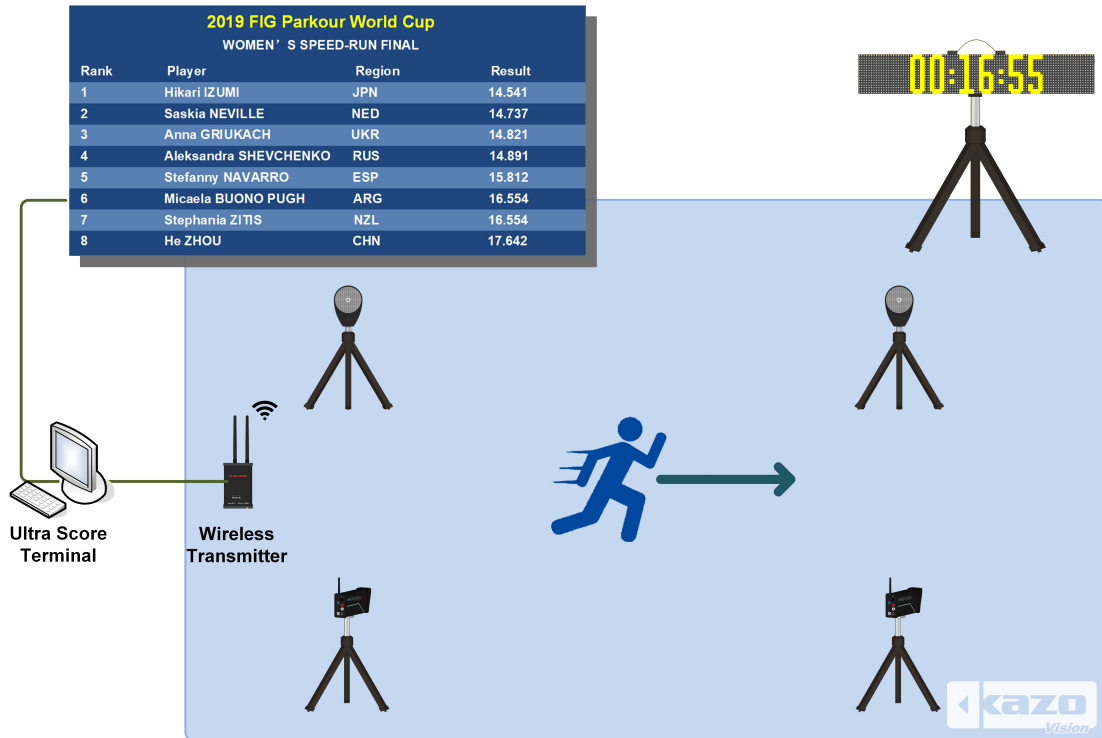 2019 FIG Parkour World Cup
WOMEN’S SPEED-RUN FINAL
Rank Player Region Result
1 Hikari IZUMI JPN 14.541
2 Saskia NEVILLE NED 14.737
3 Anna GRIUKACH UKR 14.821
4 Aleksandra SHEVCHENKO RUS 14.891
5 Stefanny NAVARRO ESP 15.812
6 Micaela BUONO PUGH ARG 16.554
7 Stephania ZITIS NZL 16.554
8 He ZHOU CHN 17.642
00:16:55
Ultra Score
Terminal
Wireless
Transmitter
kazo
Vision